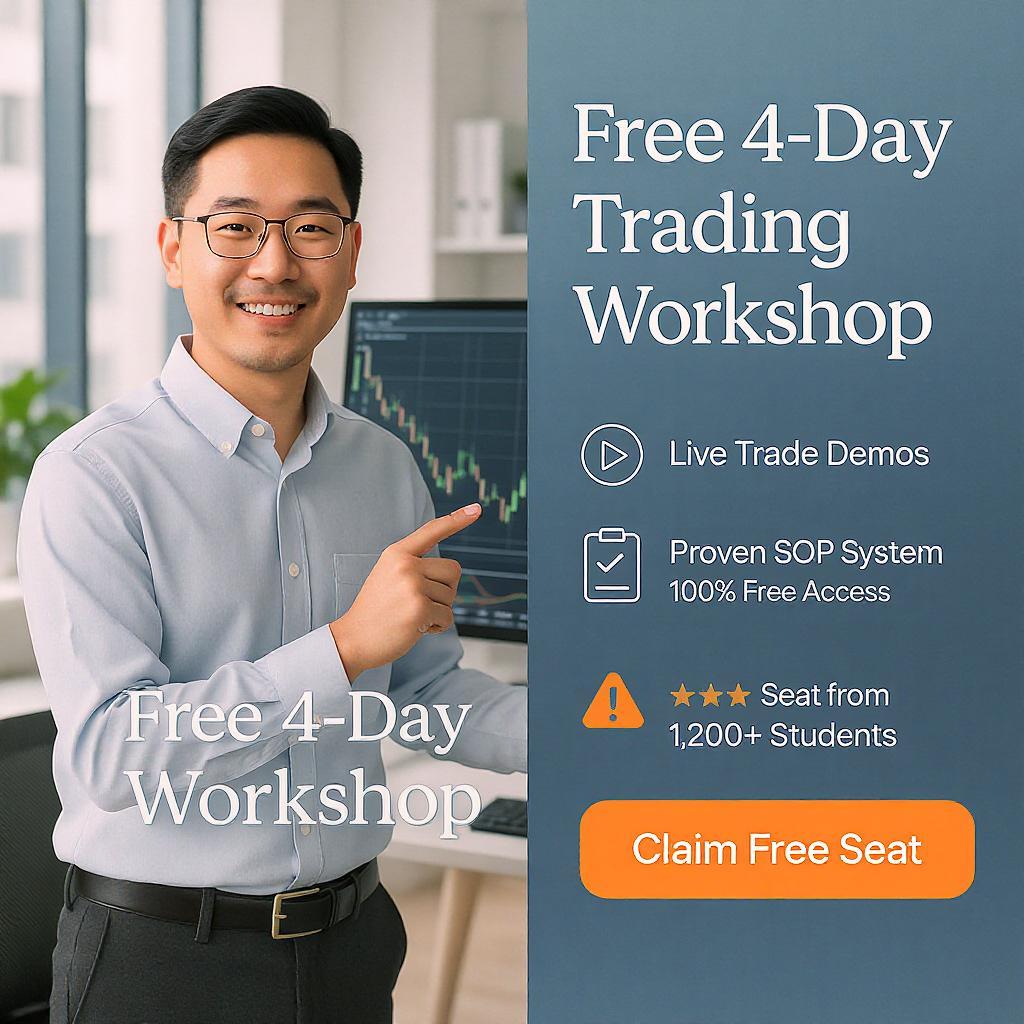 Free 4-Day
Trading
Workshop
Live Trade Demos
Proven SOP System
100% Free Access
Seat from
1,200+ Students
Claim Free Seat
Free 4-Day
Workshop